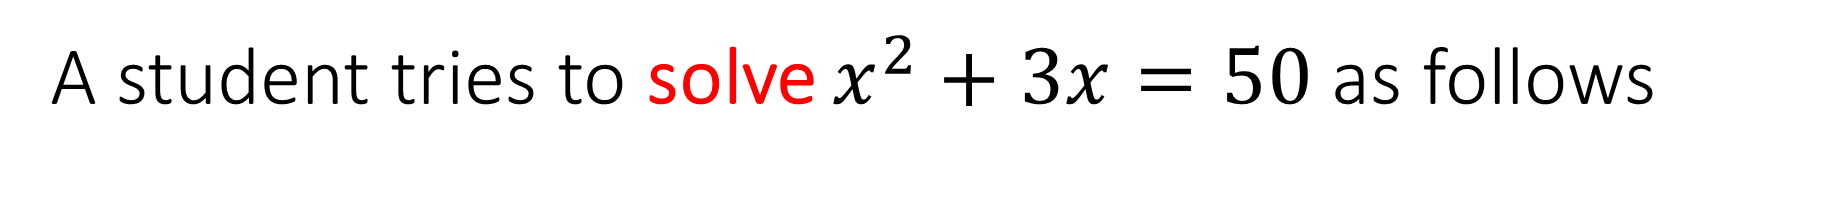 A student tries to solve x² + 3x = 50 as follows